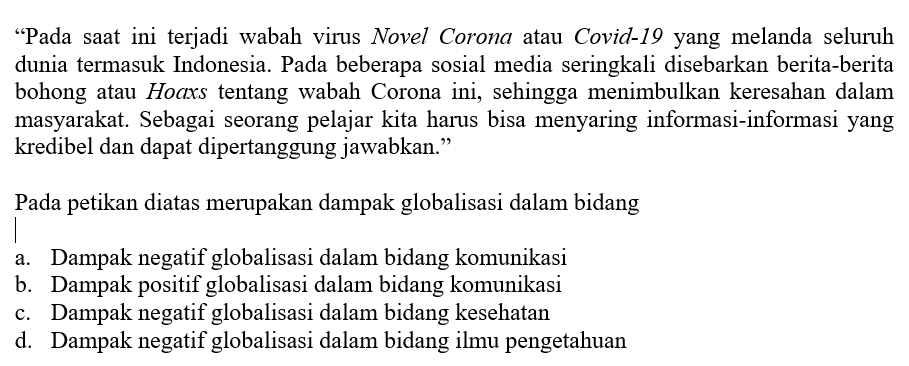 “Pada saat ini terjadi wabah virus Novel Corona atau Covid-19 yang melanda seluruh
dunia termasuk Indonesia. Pada beberapa sosial media seringkali disebarkan berita-berita
bohong atau Hoaxs tentang wabah Corona ini, sehingga menimbulkan keresahan dalam
masyarakat. Sebagai seorang pelajar kita harus bisa menyaring informasi-informasi yang
kredibel dan dapat dipertanggung jawabkan.”
Pada petikan diatas merupakan dampak globalisasi dalam bidang
a. Dampak negatif globalisasi dalam bidang komunikasi
b. Dampak positif globalisasi dalam bidang komunikasi
c. Dampak negatif globalisasi dalam bidang kesehatan
d. Dampak negatif globalisasi dalam bidang ilmu pengetahuan